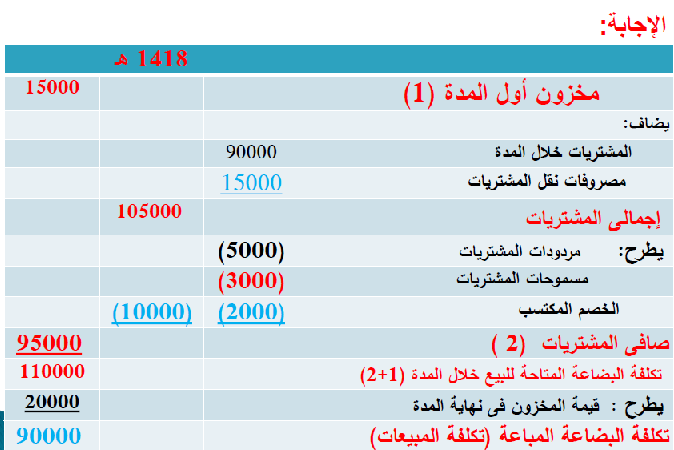 الإجابة:
1418 هـ
مخزون أول المدة (1) 15000
يضاف:
المشتريات خلال المدة 90000
مصروفات نقل المشتريات 15000
إجمالى المشتريات 105000
يطرح: مردودات المشتريات (5000)
مسموحات المشتريات (3000)
الخصم المكتسب (2000) (10000)
صافى المشتريات (2 ) 95000
تكلفة البضاعة المتاحة للبيع خلال المدة (1+2) 110000
يطرح : قيمة المخزون فى نهاية المدة 20000
تكلفة البضاعة المباعة (تكلفة المبيعات) 90000